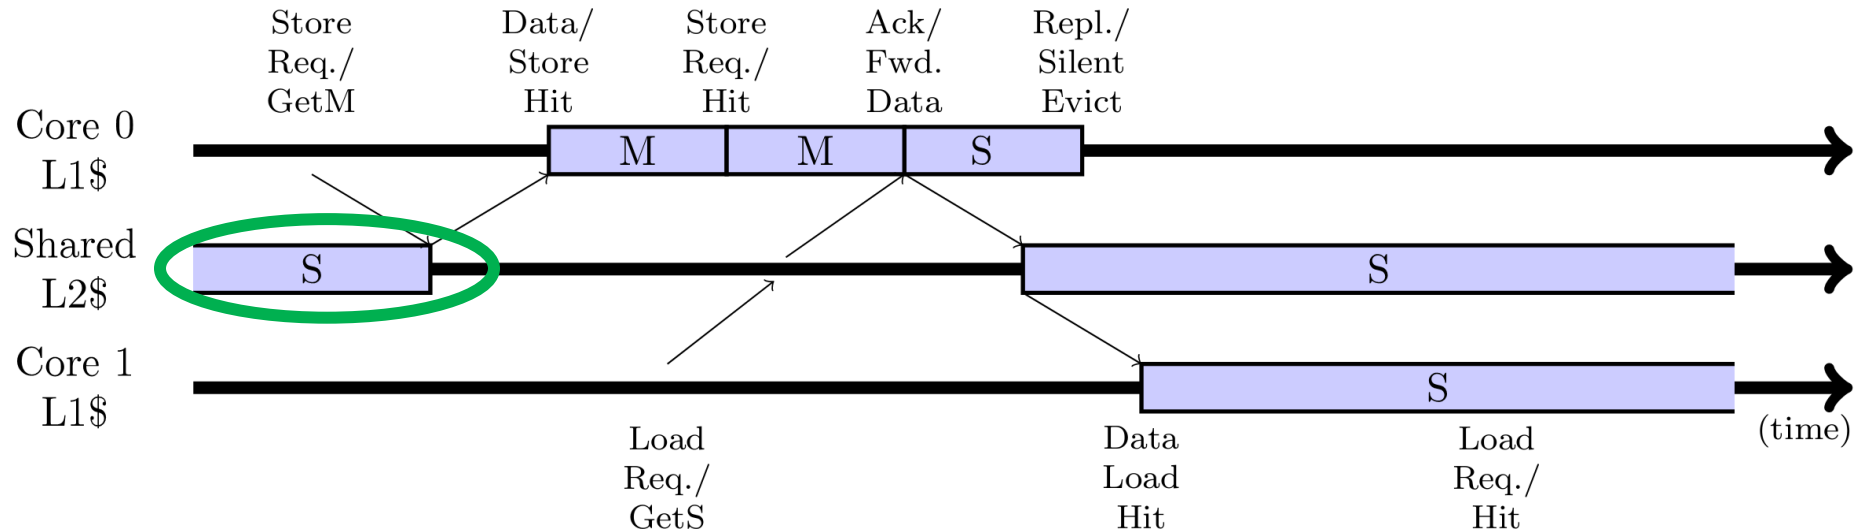 Store
Req./
GetM
Data/
Store
Hit
Store
Req./
Hit
Ack/
Fwd.
Data
Repl./
Silent
Evict
Core 0
L1$
M
M
S
Shared
L2$
S
S
Core 1
L1$
S
(time)
Load
Req./
GetS
Data
Load
Hit
Load
Req./
Hit